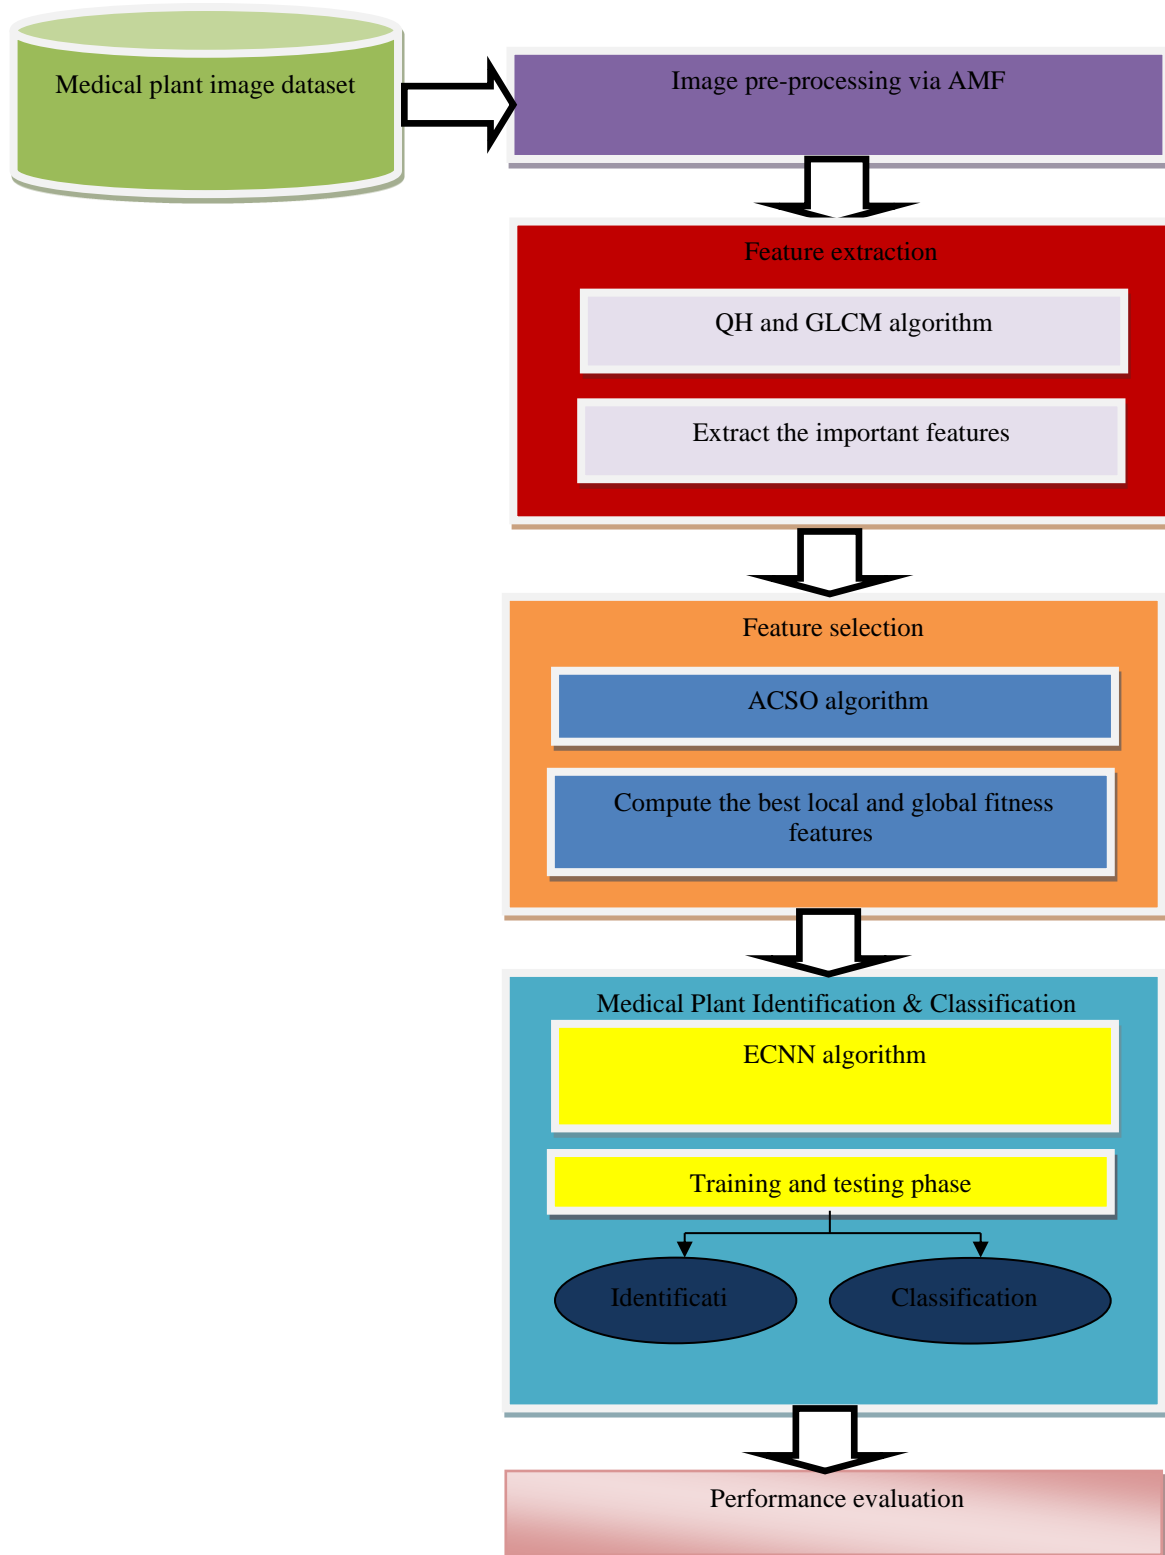 Medical plant image dataset
Image pre-processing via AMF
Feature extraction
QH and GLCM algorithm
Extract the important features
Feature selection
ACSO algorithm
Compute the best local and global fitness
features
Medical Plant Identification & Classification
ECNN algorithm
Training and testing phase
Identificati
Classification
Performance evaluation